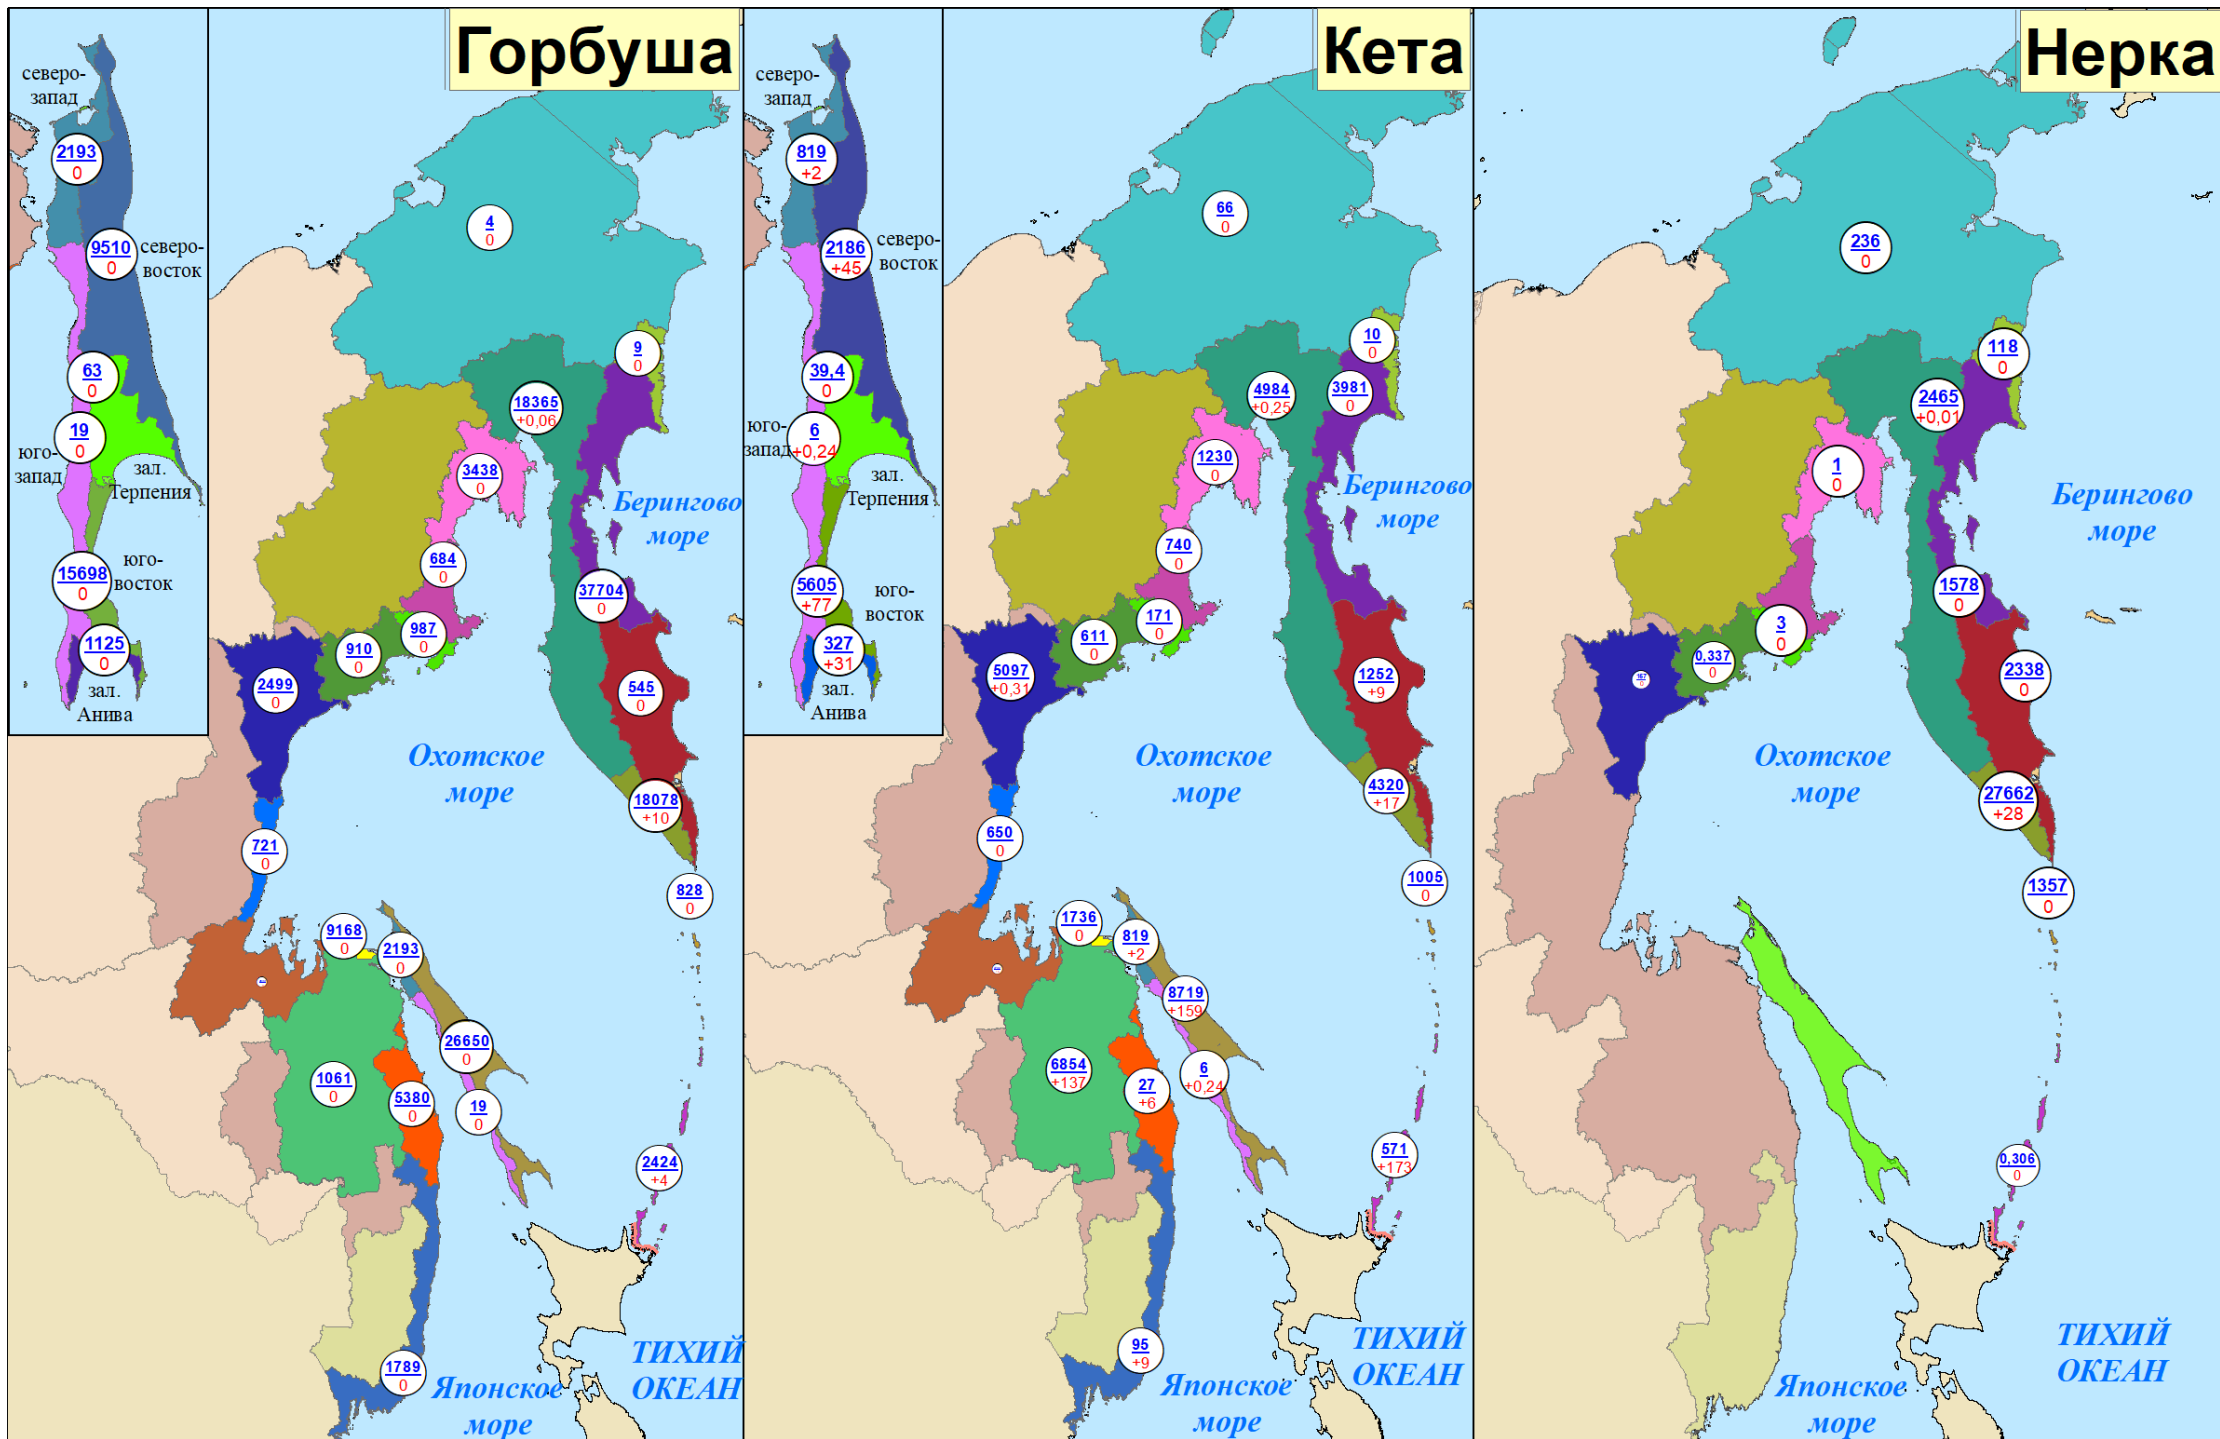 Горбуша
северо-
запад
2193
0
9510
0
северо-
восток
63
0
19
0
юго-
запад
зал.
Терпения
15698
0
юго-
восток
1125
0
зал.
Анива
4
0
9
0
18365
+0,06
3438
0
Берингово
море
684
0
37704
0
987
0
910
0
2499
0
545
0
Охотское
море
18078
+10
721
0
828
0
9168
0
2193
0
26650
0
1061
0
5380
0
19
0
2424
+4
1789
0
ТИХИЙ
ОКЕАН
Японское
море
Кета
северо-
запад
819
+2
2186
+45
северо-
восток
39,4
0
6
+0,24
юго-
запад
зал.
Терпения
5605
+77
юго-
восток
327
+31
зал.
Анива
66
0
10
0
4984
+0,25
3981
0
1230
0
Берингово
море
740
0
171
0
611
0
5097
+0,31
1252
+9
Охотское
море
4320
+17
650
0
1005
0
1736
0
819
+2
8719
+159
6854
+137
27
+6
6
+0,24
571
+173
95
+9
ТИХИЙ
ОКЕАН
Японское
море
Нерка
236
0
118
0
2465
+0,01
1
0
Берингово
море
1578
0
3
0
0,337
0
167
0
2338
0
Охотское
море
27662
+28
1357
0
0,306
0
ТИХИЙ
ОКЕАН
Японское
море